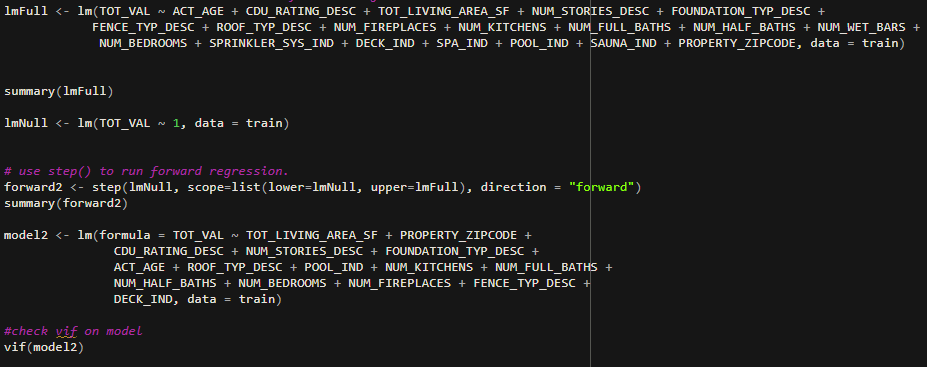 lmFull <- lm(TOT_VAL ~ ACT_AGE + CDU_RATING_DESC + TOT_LIVING_AREA_SF + NUM_STORIES_DESC + FOUNDATION_TYP_DESC +
FENCE_TYP_DESC + ROOF_TYP_DESC + NUM_FIREPLACES + NUM_KITCHENS + NUM_FULL_BATHS + NUM_HALF_BATHS + NUM_WET_BARS +
NUM_BEDROOMS + SPRINKLER_SYS_IND + DECK_IND + SPA_IND + POOL_IND + SAUNA_IND + PROPERTY_ZIPCODE, data = train)
summary(lmFull)
lmNull <- lm(TOT_VAL ~ 1, data = train)
# use step() to run forward regression.
forward2 <- step(lmNull, scope=list(lower=lmNull, upper=lmFull), direction = "forward")
summary(forward2)
model2 <- lm(formula = TOT_VAL ~ TOT_LIVING_AREA_SF + PROPERTY_ZIPCODE +
CDU_RATING_DESC + NUM_STORIES_DESC + FOUNDATION_TYP_DESC +
ACT_AGE + ROOF_TYP_DESC + POOL_IND + NUM_KITCHENS + NUM_FULL_BATHS +
NUM_HALF_BATHS + NUM_BEDROOMS + NUM_FIREPLACES + FENCE_TYP_DESC +
DECK_IND, data = train)
#check vif on model
vif(model2)